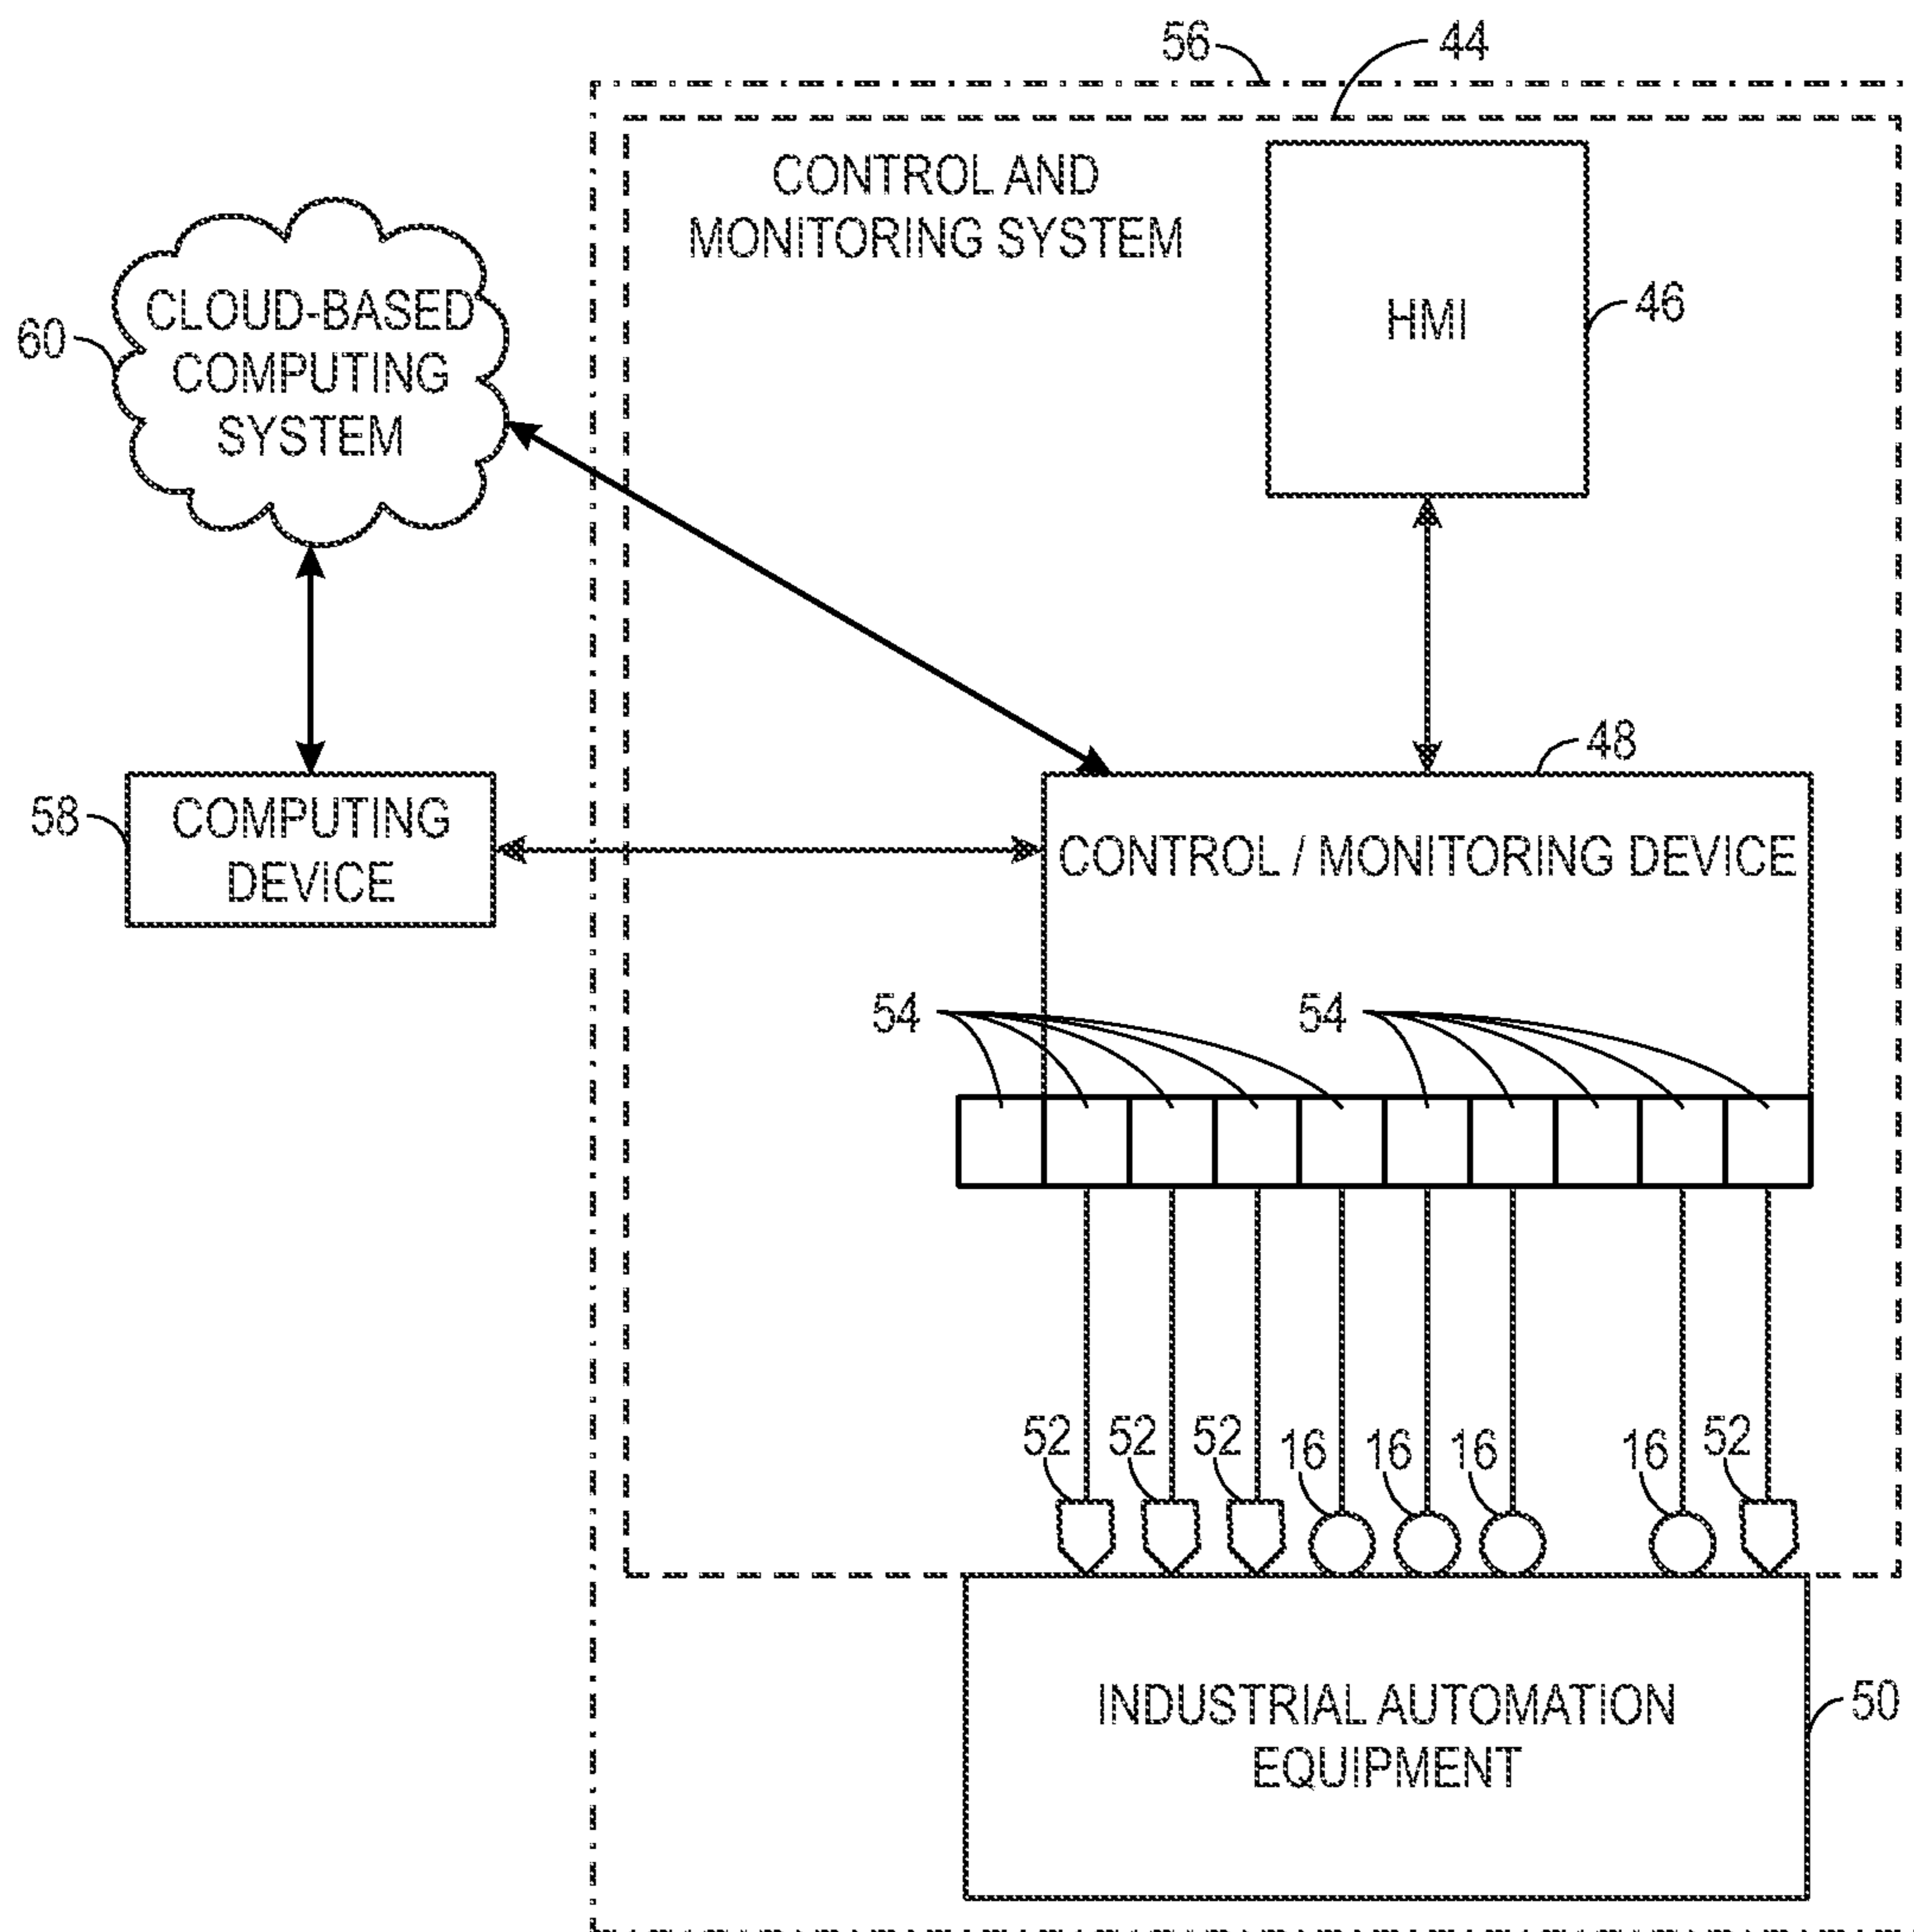 56
44
CONTROL AND
MONITORING SYSTEM
HMI
46
60
CLOUD-BASED
COMPUTING
SYSTEM
48
58
COMPUTING
DEVICE
CONTROL / MONITORING DEVICE
54
54
52
52
52
16
16
16
16
52
INDUSTRIAL AUTOMATION
EQUIPMENT
50